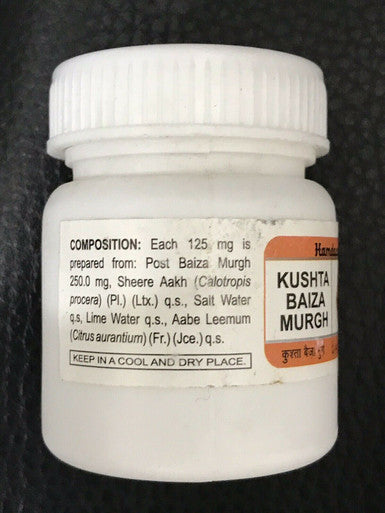 COMPOSITION: Each 125 mg is
prepared from: Post Baiza Murgh
250.0 mg, Sheere Aakh (Calotropis
procera) (Pl.) (Ltx.) q.s., Salt Water
q.s, Lime Water q.s., Aabe Leemum
(Citrus aurantium) (Fr.) (Jce.) q.s.
KEEP IN A COOL AND DRY PLACE.
KUSHTA
BAIZA
MURGH
कुश्ता बैज़ा मुर्ग